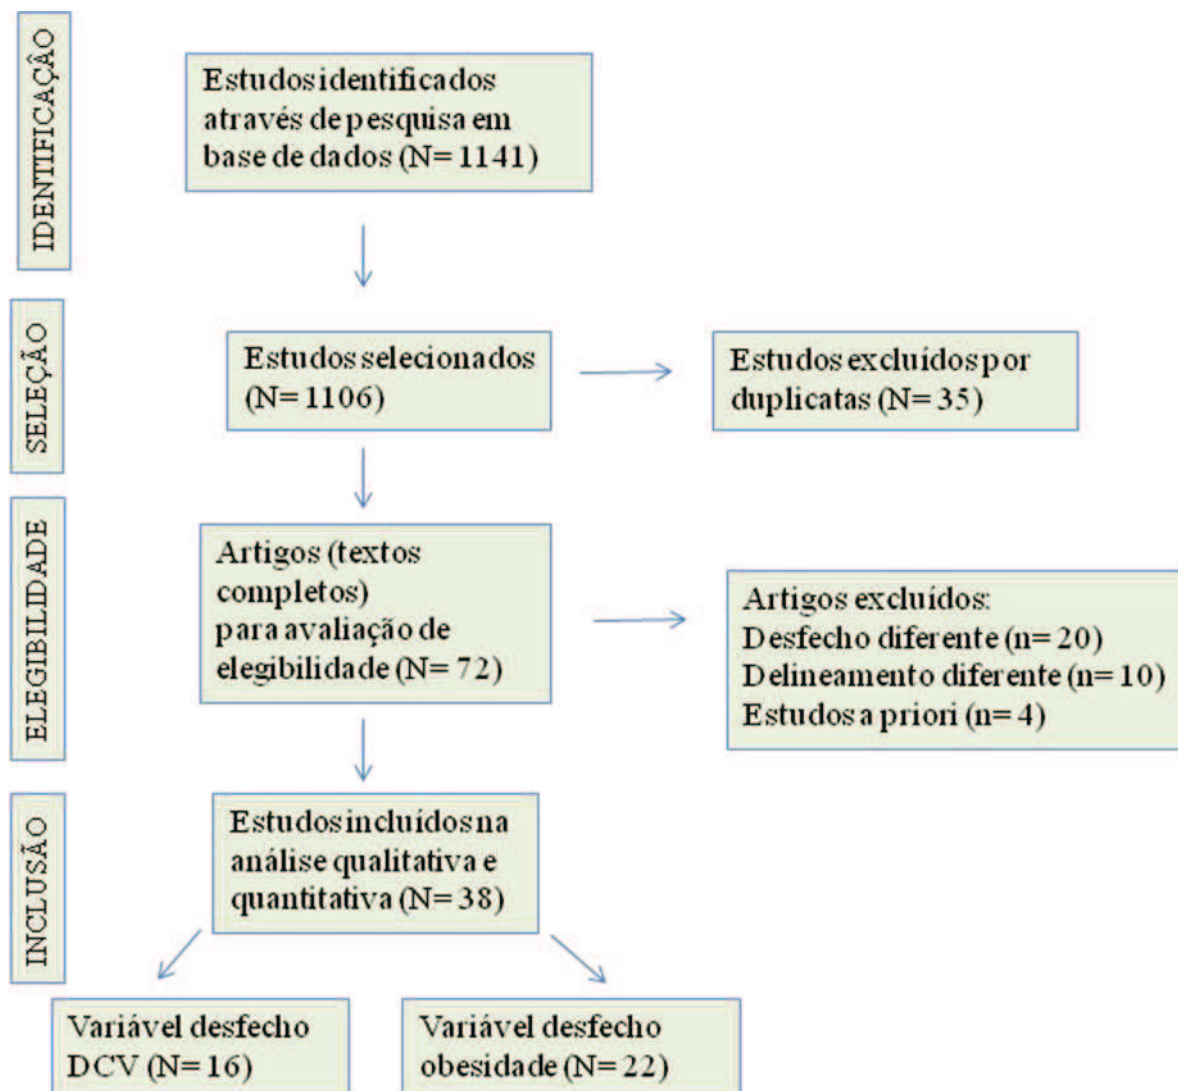 IDENTIFICAÇÃO
Estudos identificados
através de pesquisa em
base de dados (N= 1141)
SELEÇÃO
Estudos selecionados
(N= 1106)
Estudos excluídos por
duplicatas (N= 35)
ELEGIBILIDADE
Artigos (textos
completos)
para avaliação de
elegibilidade (N= 72)
Artigos excluídos:
Desfecho diferente (n= 20)
Delineamento diferente (n= 10)
Estudos a priori (n= 4)
INCLUSÃO
Estudos incluídos na
análise qualitativa e
quantitativa (N= 38)
Variável desfecho
DCV (N= 16)
Variável desfecho
obesidade (N= 22)